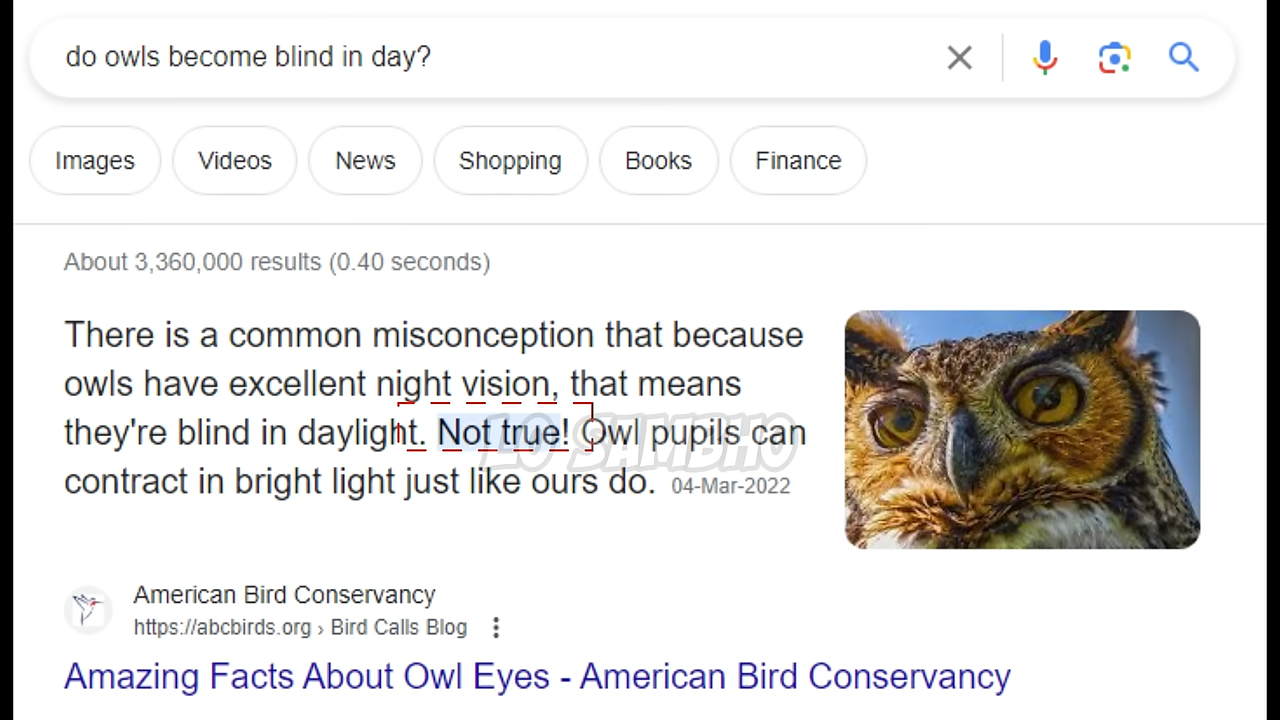 do owls become blind in day?
Images Videos News Shopping Books Finance
About 3,360,000 results (0.40 seconds)
There is a common misconception that because
owls have excellent night vision, that means
they're blind in daylight. Not true! Owl pupils can
LO SAMBHO
contract in bright light just like ours do. 04-Mar-2022
American Bird Conservancy
https://abcbirds.org › Bird Calls Blog
Amazing Facts About Owl Eyes - American Bird Conservancy